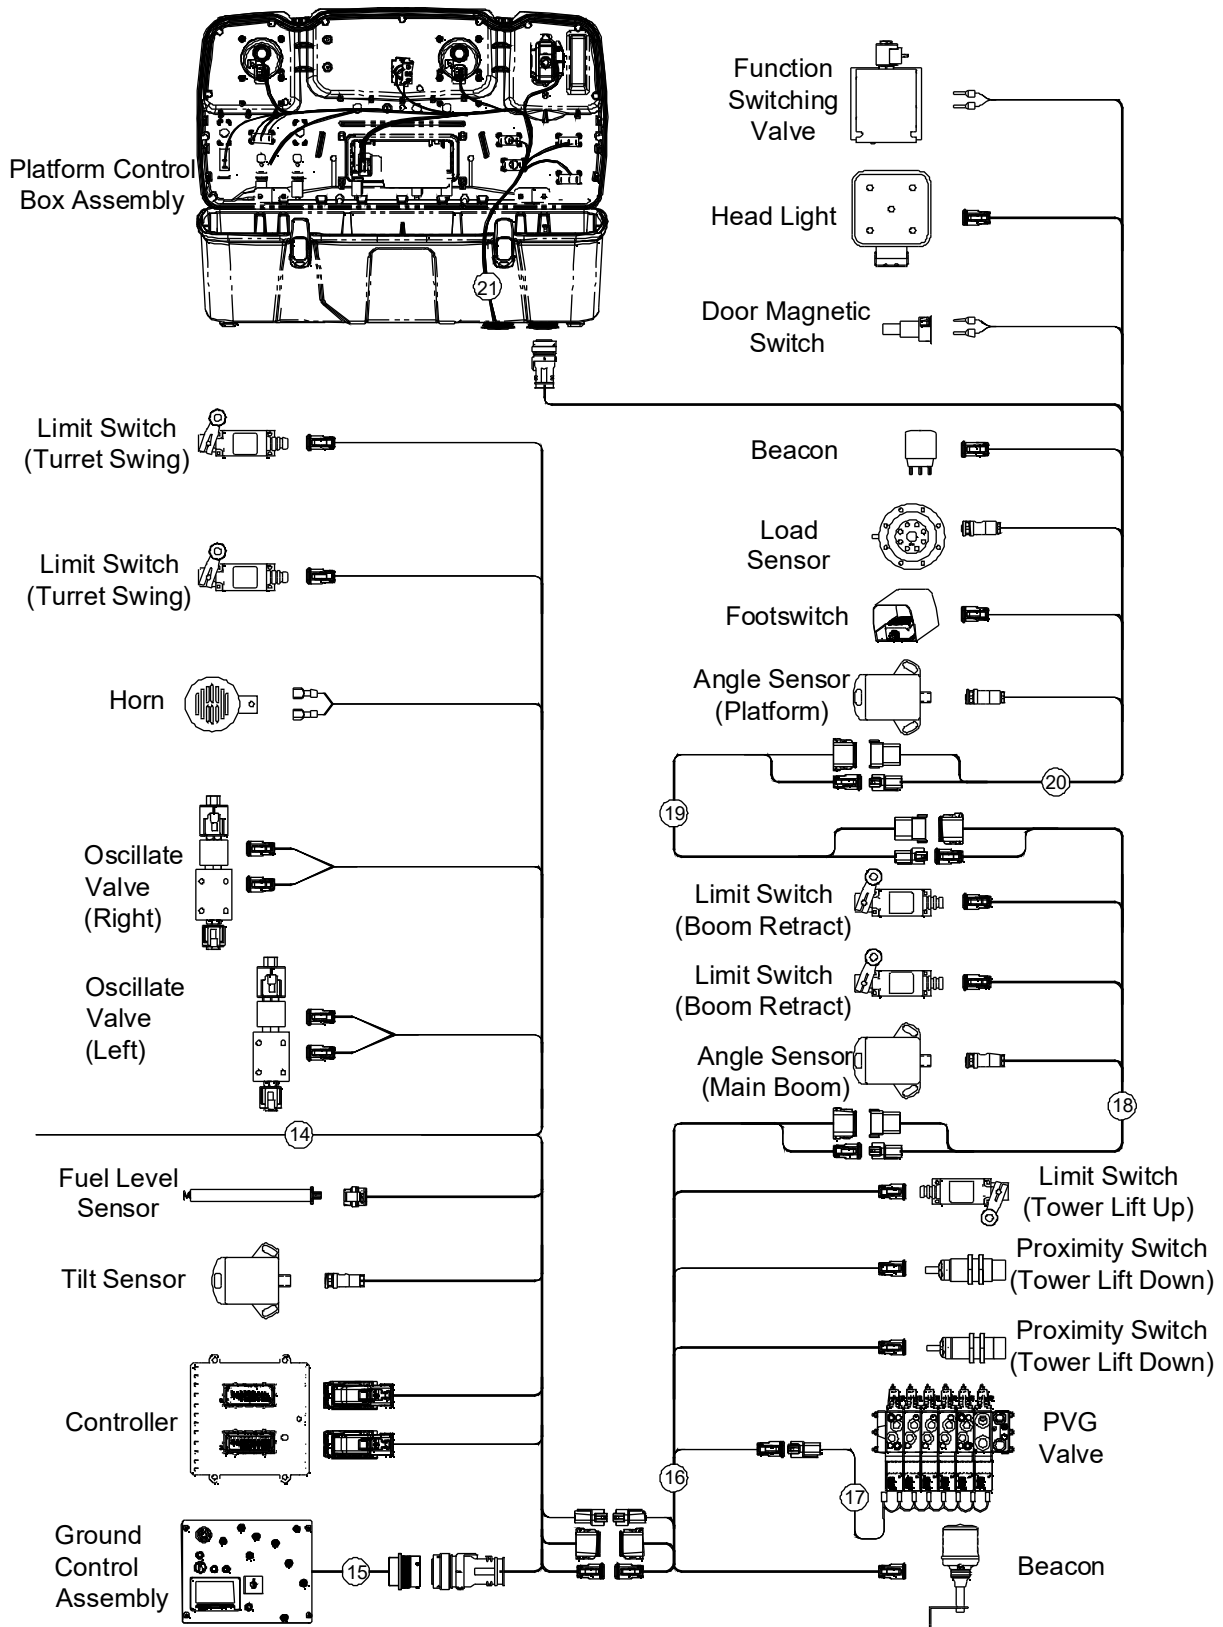 Platform Control
Box Assembly
21
Limit Switch
(Turret Swing)
Limit Switch
(Turret Swing)
Horn
Oscillate
Valve
(Right)
Oscillate
Valve
(Left)
14
Fuel Level
Sensor
Tilt Sensor
Controller
Ground
Control
Assembly
15
Function
Switching
Valve
Head Light
Door Magnetic
Switch
Beacon
Load
Sensor
Footswitch
Angle Sensor
(Platform)
20
19
Limit Switch
(Boom Retract)
Limit Switch
(Boom Retract)
Angle Sensor
(Main Boom)
18
Limit Switch
(Tower Lift Up)
Proximity Switch
(Tower Lift Down)
Proximity Switch
(Tower Lift Down)
PVG
Valve
16
17
Beacon